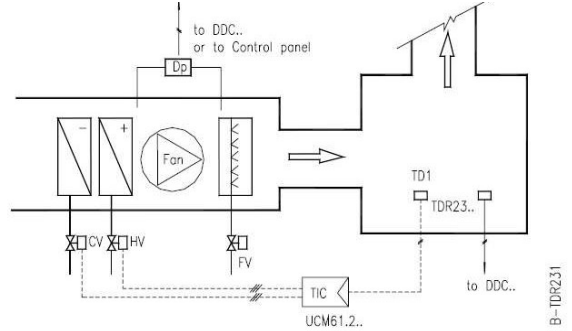 to DDC..
or to Control panel
Dp
- +
Fan
TD1
TDR23..
CV HV
FV
to DDC..
TIC
UCM61.2..
B-TDR231